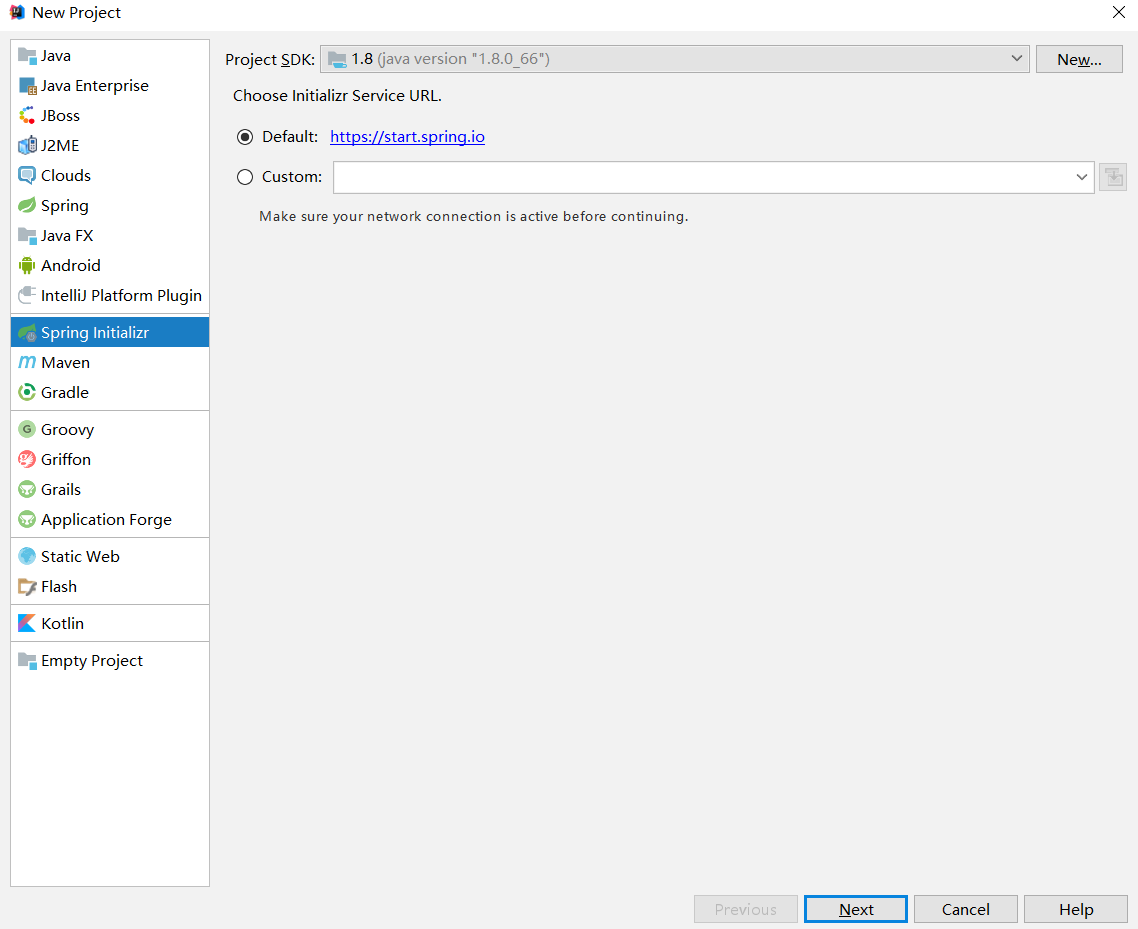 New Project
Java
Java Enterprise
JBoss
J2ME
Clouds
Spring
Java FX
Android
IntelliJ Platform Plugin
Spring Initializr
Maven
Gradle
Groovy
Griffon
Grails
Application Forge
Static Web
Flash
Kotlin
Empty Project
Project SDK: 1.8 (java version "1.8.0_66") New...
Choose Initializr Service URL.
Default: https://start.spring.io
Custom:
Make sure your network connection is active before continuing.
Previous Next Cancel Help